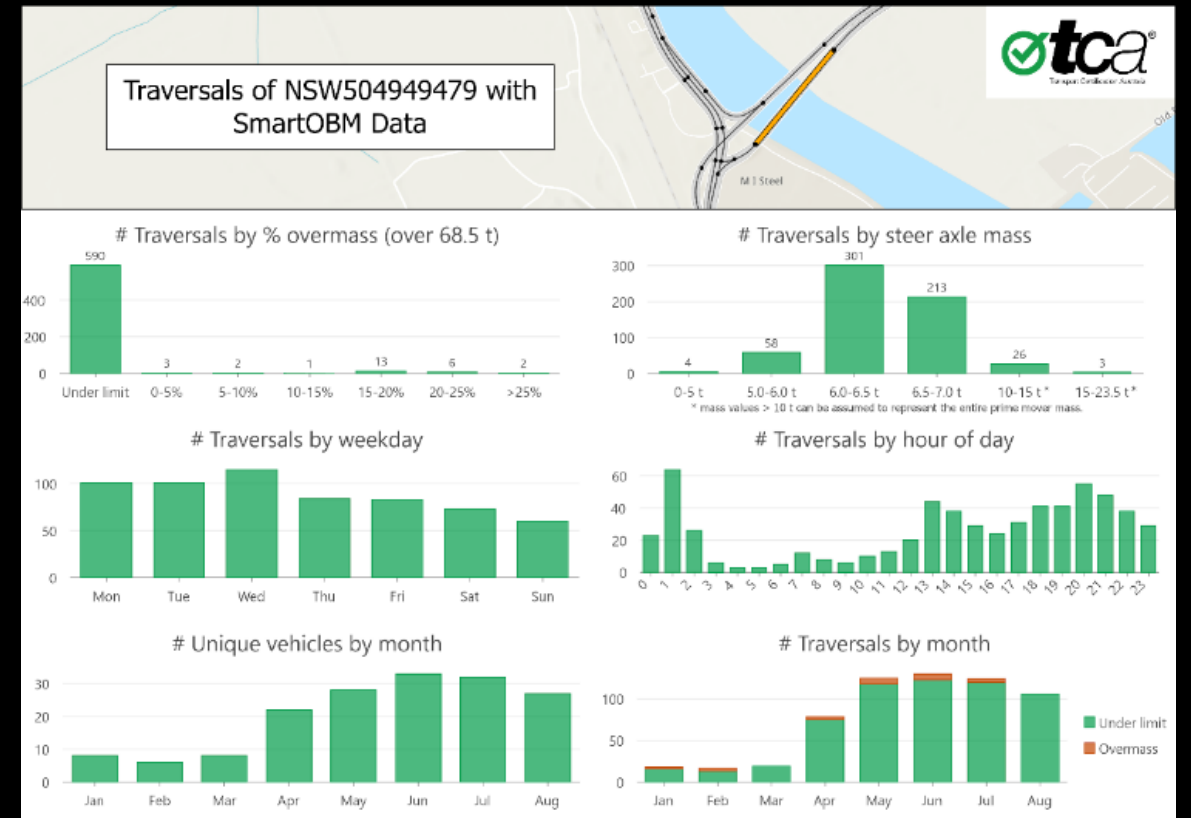 Traversals of NSW504949479 with
SmartOBM Data
M I Steel
Old
tca®
Transport Certification Australia
# Traversals by % overmass (over 68.5 t)
590
3
2
1
13
6
2
400
200
0
Under limit 0-5% 5-10% 10-15% 15-20% 20-25% >25%
# Traversals by steer axle mass
4
58
301
213
26
3
300
200
100
0
0-5 t 5.0-6.0 t 6.0-6.5 t 6.5-7.0 t 10-15 t * 15-23.5 t *
* mass values > 10 t can be assumed to represent the entire prime mover mass.
# Traversals by weekday
100
50
0
Mon Tue Wed Thu Fri Sat Sun
# Traversals by hour of day
60
40
20
0
0 1 2 3 4 5 6 7 8 9 10 11 12 13 14 15 16 17 18 19 20 21 22 23
# Unique vehicles by month
30
20
10
0
Jan Feb Mar Apr May Jun Jul Aug
# Traversals by month
100
50
0
Jan Feb Mar Apr May Jun Jul Aug
Under limit
Overmass